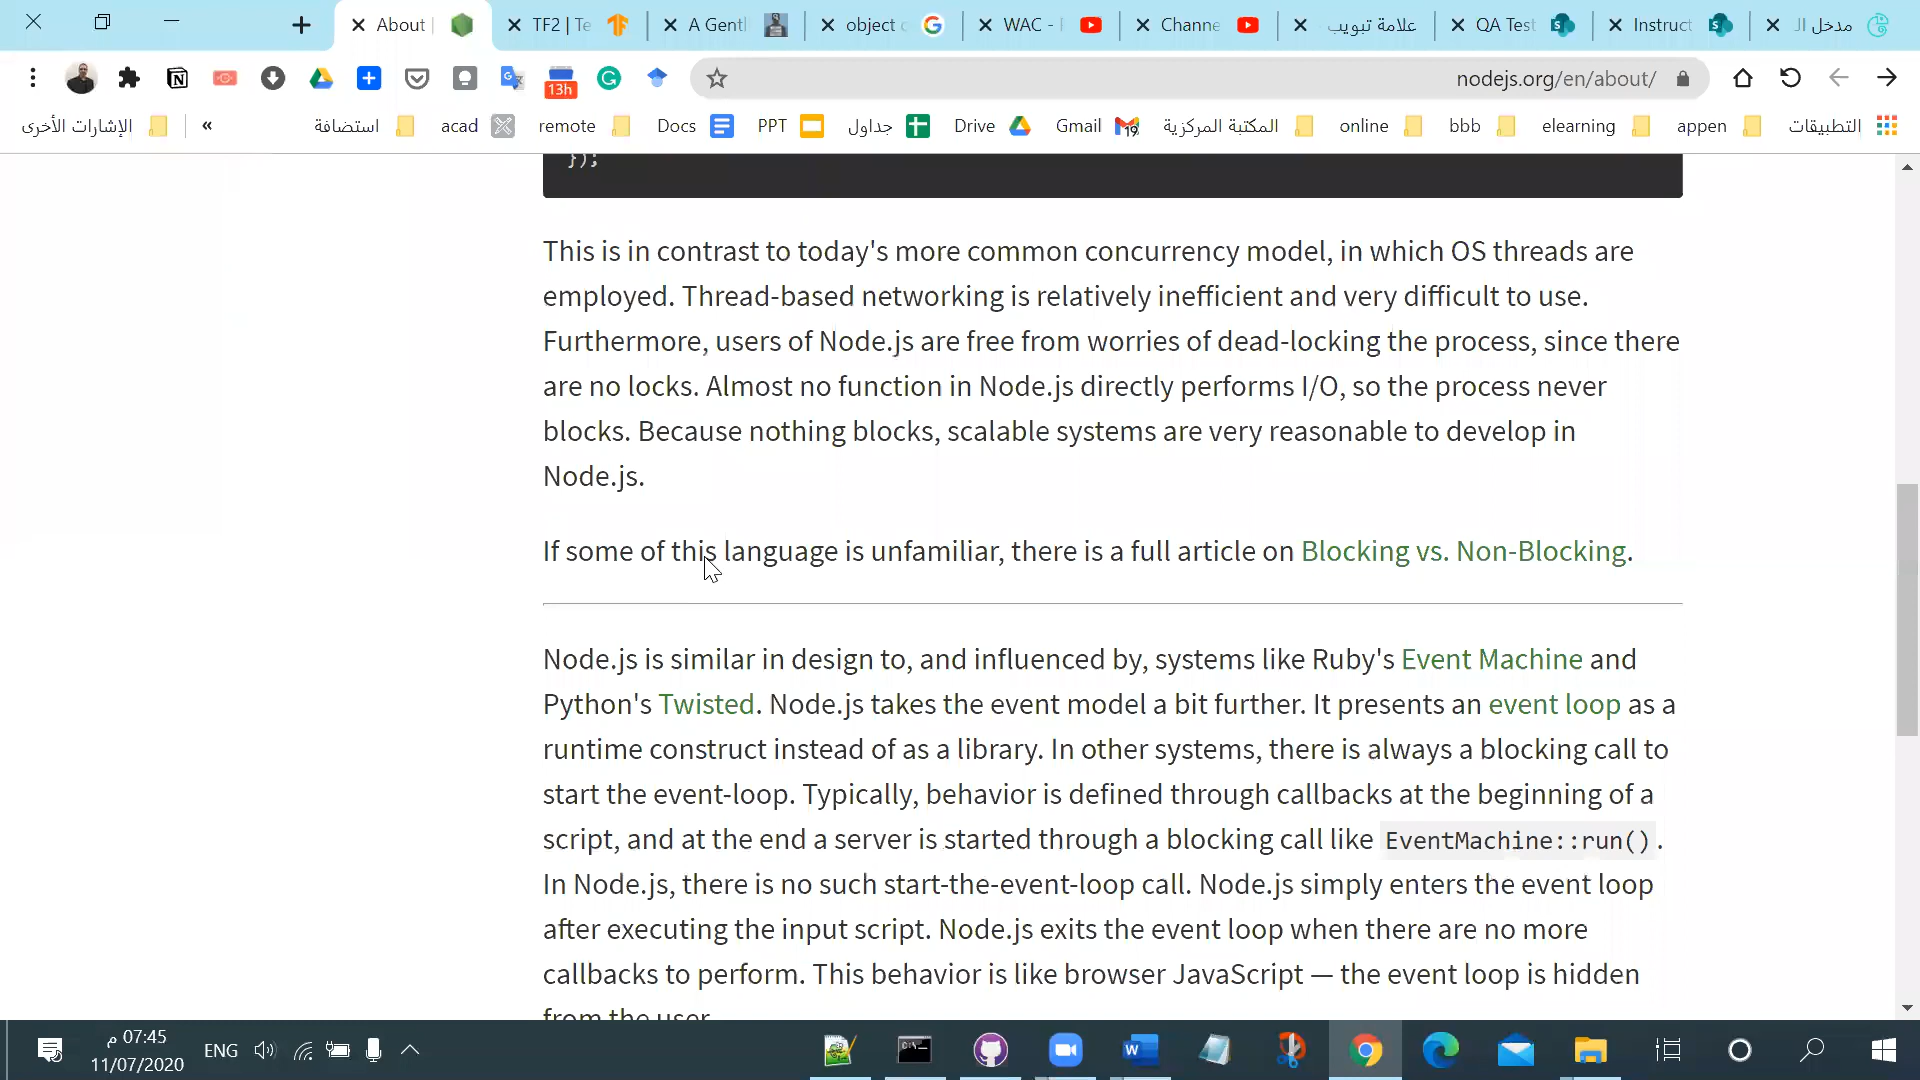 About
TF2 | Te
A Gentl
object
WAC -
Channe
علامة تبويب
QA Test
Instruct
مدخل ال
13h
nodejs.org/en/about/
الإشارات الأخرى
«
استضافة
acad
remote
Docs
PPT
جداول
Drive
Gmail
19
المكتبة المركزية
online
bbb
elearning
appen
التطبيقات
});
This is in contrast to today's more common concurrency model, in which OS threads are
employed. Thread-based networking is relatively inefficient and very difficult to use.
Furthermore, users of Node.js are free from worries of dead-locking the process, since there
are no locks. Almost no function in Node.js directly performs I/O, so the process never
blocks. Because nothing blocks, scalable systems are very reasonable to develop in
Node.js.
If some of this language is unfamiliar, there is a full article on Blocking vs. Non-Blocking.
Node.js is similar in design to, and influenced by, systems like Ruby's Event Machine and
Python's Twisted. Node.js takes the event model a bit further. It presents an event loop as a
runtime construct instead of as a library. In other systems, there is always a blocking call to
start the event-loop. Typically, behavior is defined through callbacks at the beginning of a
script, and at the end a server is started through a blocking call like EventMachine::run().
In Node.js, there is no such start-the-event-loop call. Node.js simply enters the event loop
after executing the input script. Node.js exits the event loop when there are no more
callbacks to perform. This behavior is like browser JavaScript — the event loop is hidden
from the user.
07:45 م
11/07/2020
ENG